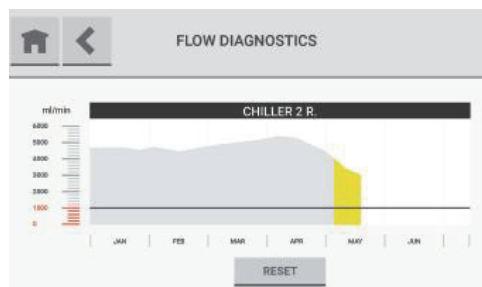 FLOW DIAGNOSTICS
ml/min
CHILLER 2 R.
6000
5000
4000
3000
2000
1000
0
JAN FEB MAR APR MAY JUN
RESET